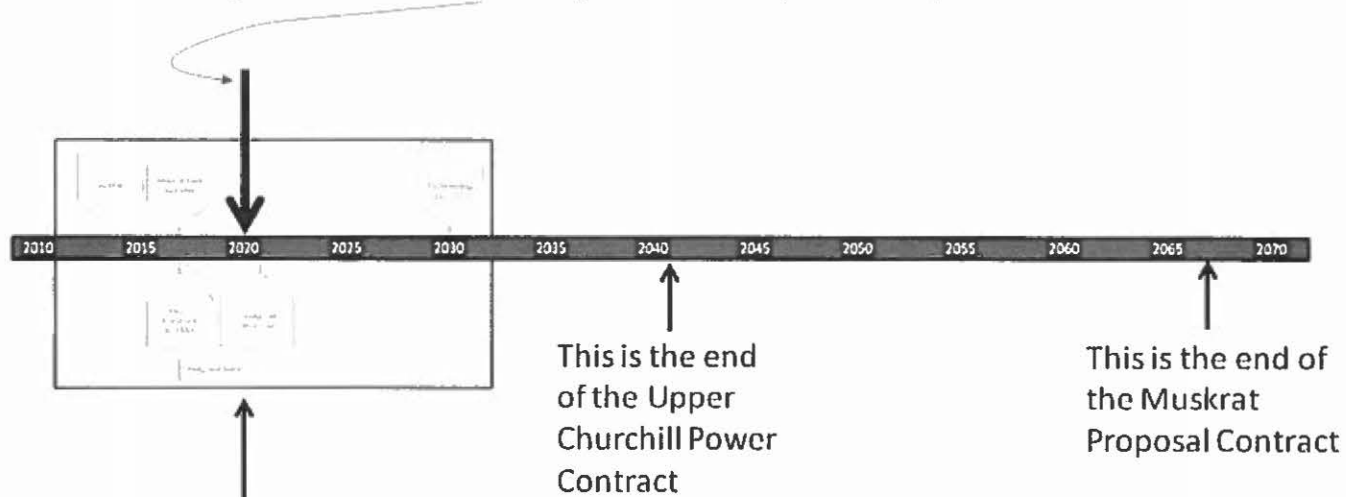 2010 2015 2020 2025 2030 2035 2040 2045 2050 2055 2060 2065 2070
This is the end
of the Upper
Churchill Power
Contract
This is the end of
the Muskrat
Proposal Contract